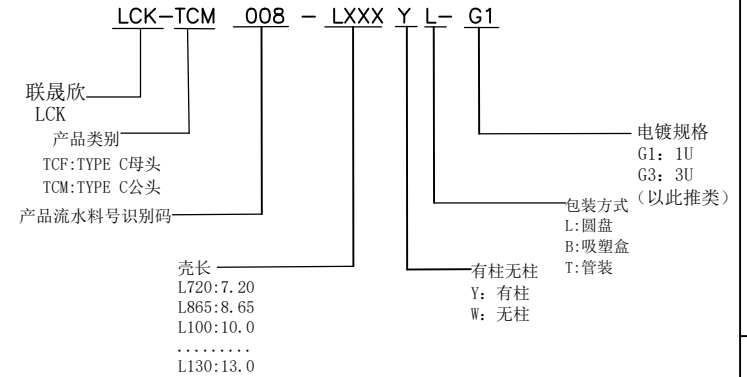 LCK-TCM 008 - LXXX Y L- G1
联晟欣
LCK
产品类别
TCF:TYPE C母头
TCM:TYPE C公头
产品流水料号识别码
壳长
L720:7.20
L865:8.65
L100:10.0
.........
L130:13.0
有柱无柱
Y: 有柱
W: 无柱
包装方式
L:圆盘
B:吸塑盒
T:管装
电镀规格
G1: 1U
G3: 3U
(以此推类)